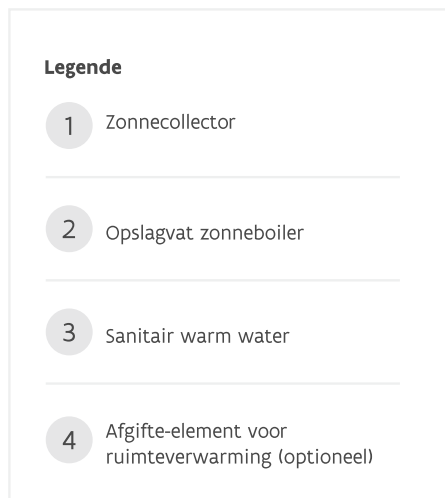 Legende
1 Zonnecollector
2 Opslagvat zonneboiler
3 Sanitair warm water
4 Afgifte-element voor
ruimteverwarming (optioneel)